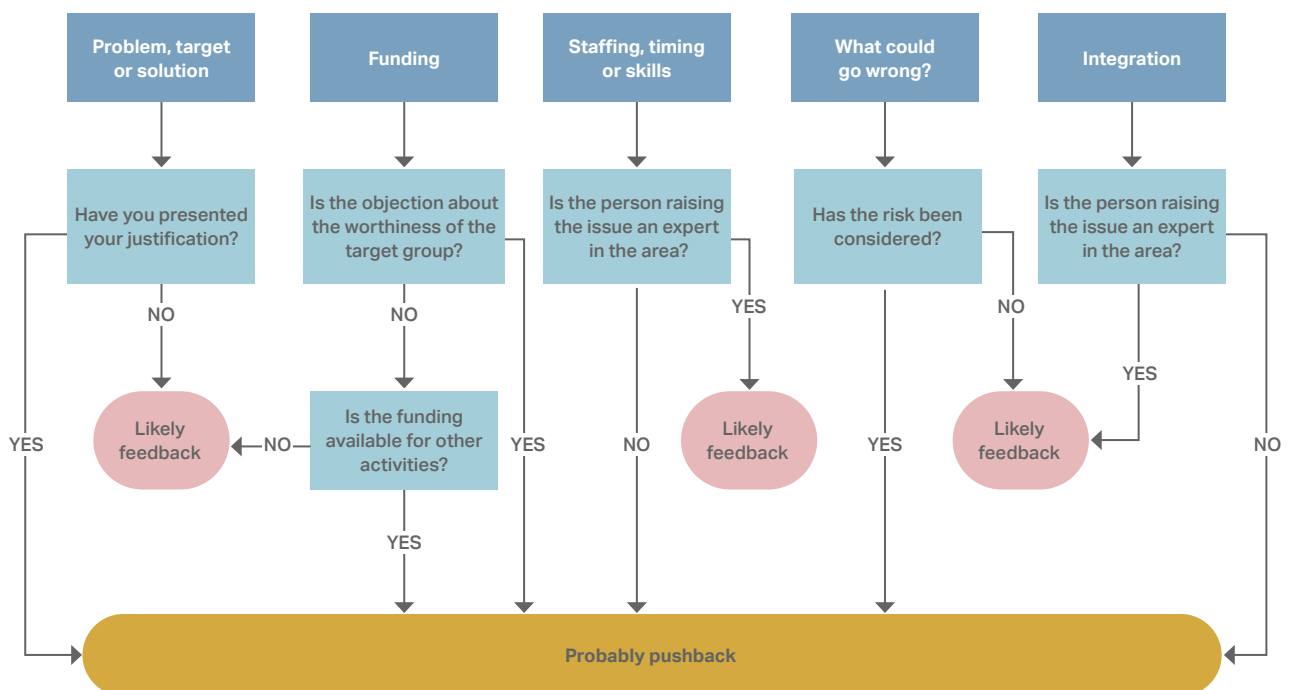 Problem, target
or solution
Funding
Staffing, timing
or skills
What could
go wrong?
Integration
Have you presented
your justification?
Is the objection about
the worthiness of the
target group?
Is the person raising
the issue an expert
in the area?
Has the risk been
considered?
Is the person raising
the issue an expert
in the area?
NO
NO
YES
NO
YES
Likely
feedback
Is the funding
available for other
activities?
Likely
feedback
Likely
feedback
YES
NO
YES
NO
YES
NO
YES
Probably pushback